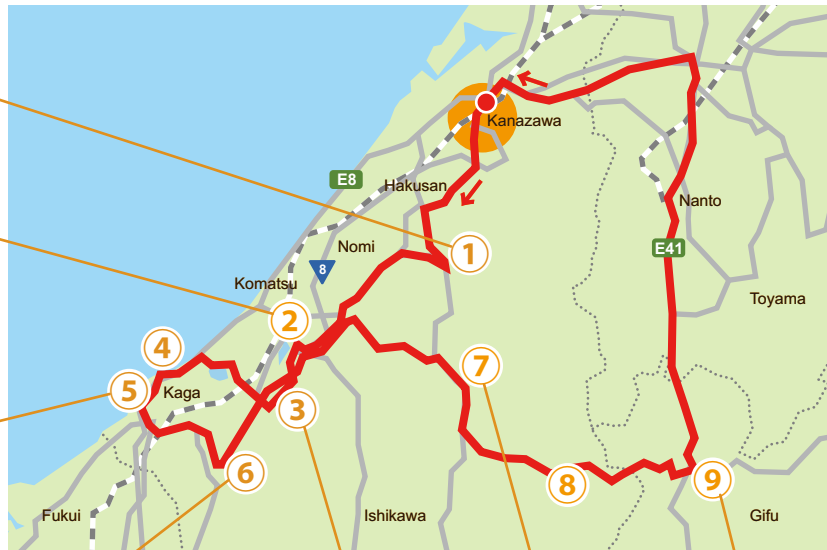 Kanazawa
Hakusan
E8
Nanto
1
Nomi
E41
8
Komatsu
Toyama
2
4
7
5
Kaga
3
6
8
9
Fukui
Ishikawa
Gifu